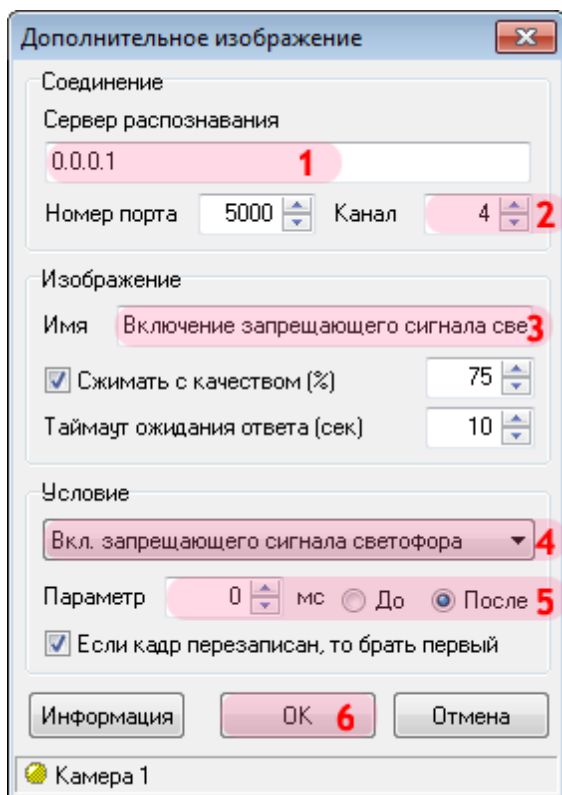 Дополнительное изображение
Соединение
Сервер распознавания
0.0.0.1 1
Номер порта 5000 Канал 4 2
Изображение
Имя Включение запрещающего сигнала све 3
Сжимать с качеством (%) 75
Таймаут ожидания ответа (сек) 10
Условие
Вкл. запрещающего сигнала светофора 4
Параметр 0 мс До После 5
Если кадр перезаписан, то брать первый
Информация ОК 6 Отмена
Камера 1